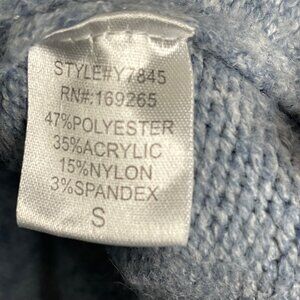 STYLE#Y7845
RN#:169265
47%POLYESTER
35%ACRYLIC
15%NYLON
3%SPANDEX
S